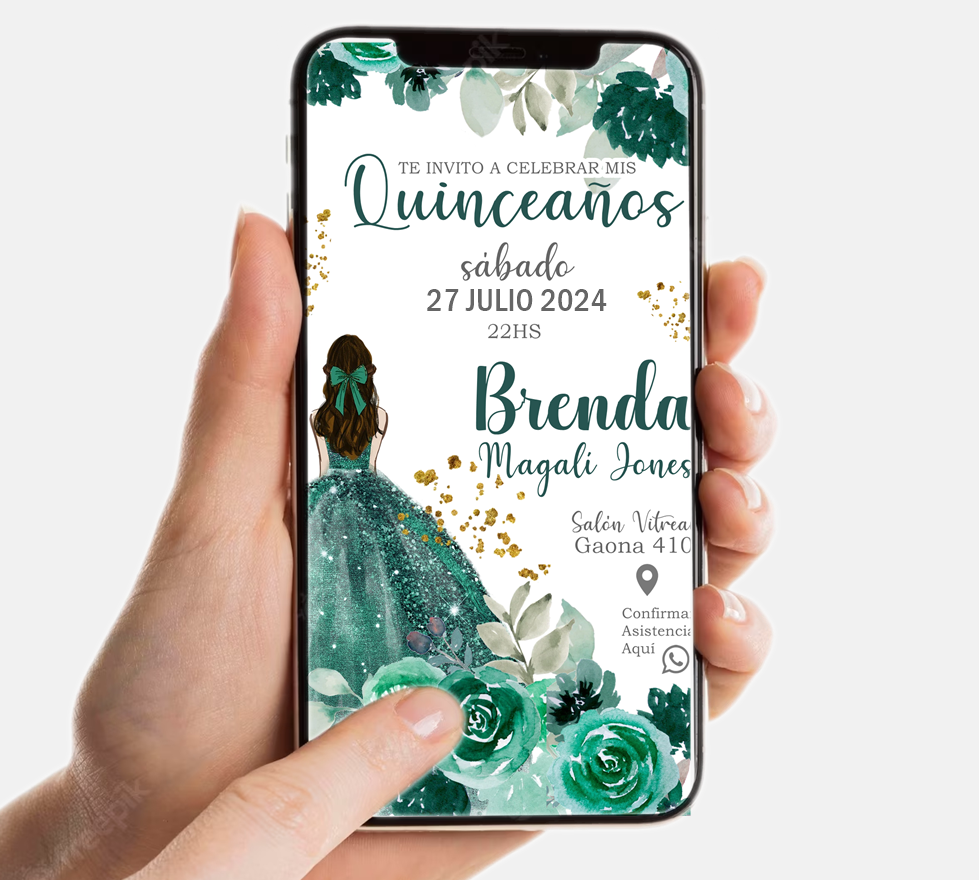 TE INVITO A CELEBRAR MIS
Quinceaños
sábado
27 JULIO 2024
22HS
Brenda
Magalí Jones
Salón Vitrea
Gaona 410
Confirma
Asistencia
Aquí